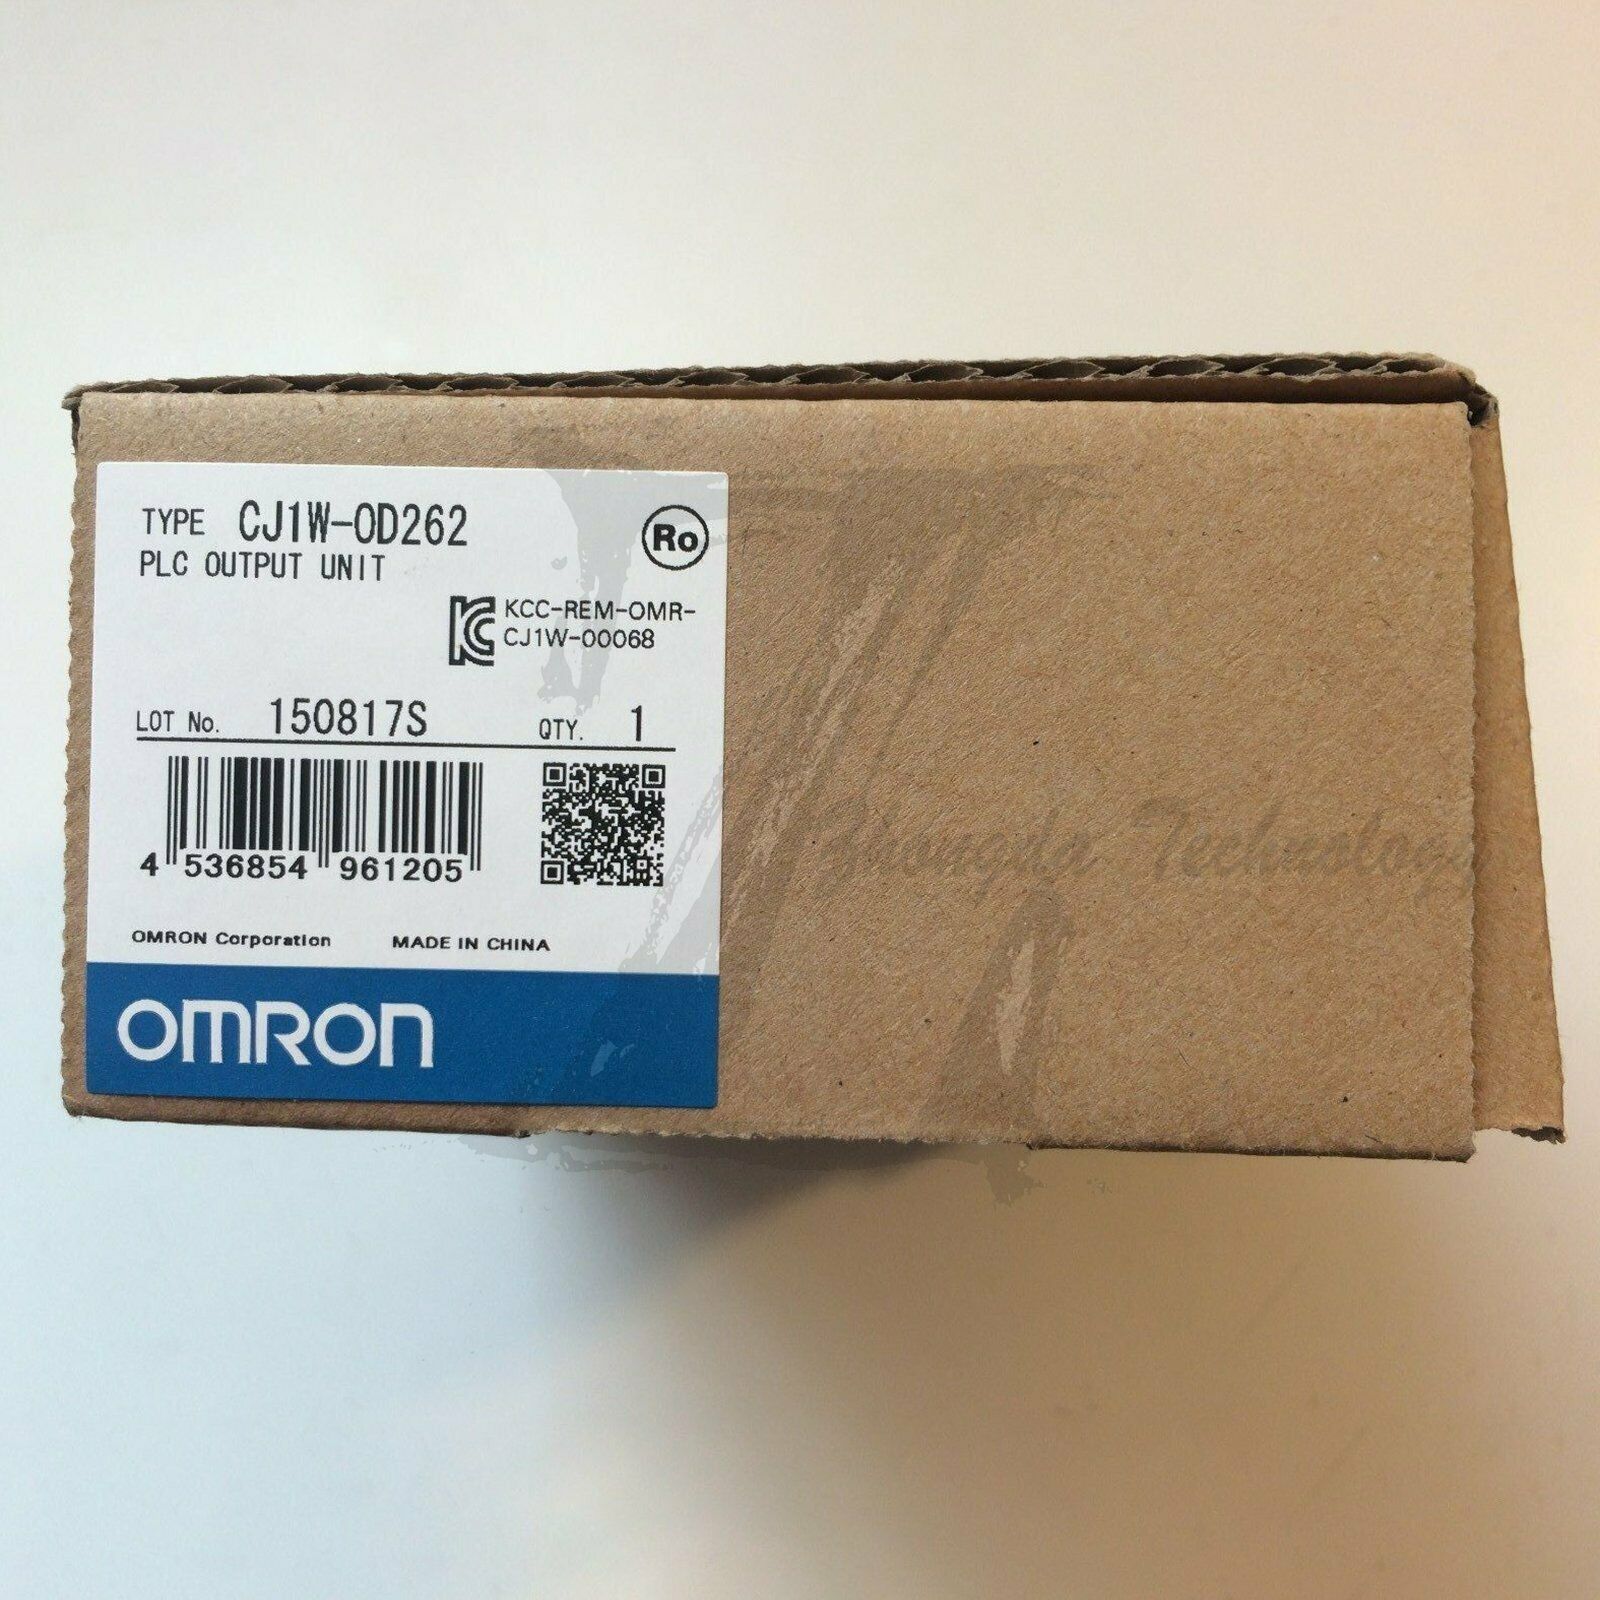 TYPE CJ1W-OD262
Ro
PLC OUTPUT UNIT
KCC-REM-OMR-
CJ1W-00068
LOT No. 150817S QTY. 1
4 536854 961205
OMRON Corporation MADE IN CHINA
OMRON
Technology